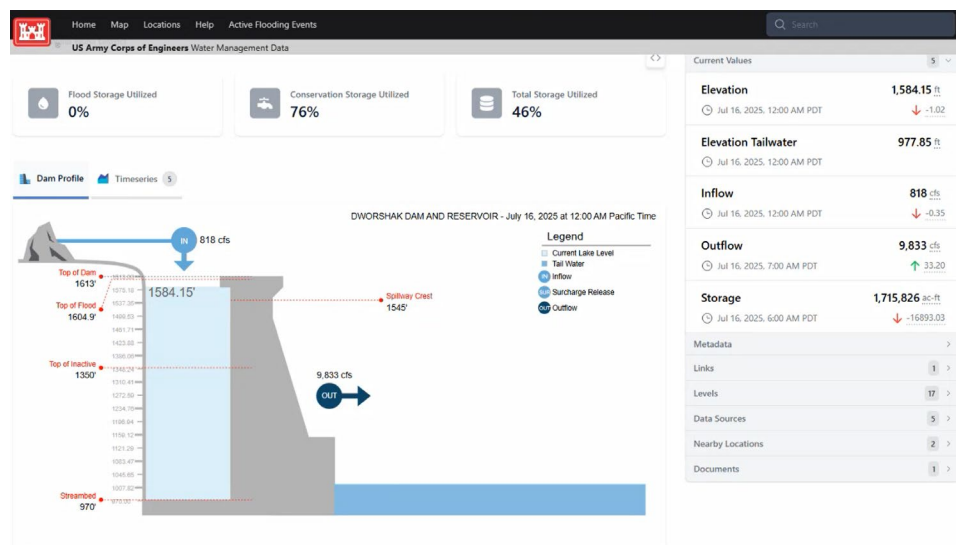 Home Map Locations Help Active Flooding Events Search
US Army Corps of Engineers Water Management Data
Flood Storage Utilized
0%
Conservation Storage Utilized
76%
Total Storage Utilized
46%
Dam Profile Timeseries 5
DWORSHAK DAM AND RESERVOIR - July 16, 2025 at 12:00 AM Pacific Time
IN 818 cfs
Legend
Current Lake Level
Tail Water
IN Inflow
SUR Surcharge Release
OUT Outflow
Top of Dam
1613'
Top of Flood
1604.9'
1584.15'
Spillway Crest
1545'
Top of Inactive
1350'
9,833 cfs
OUT
Streambed
970'
Current Values 5
Elevation 1,584.15 ft
Jul 16, 2025, 12:00 AM PDT -1.02
Elevation Tailwater 977.85 ft
Jul 16, 2025, 12:00 AM PDT
Inflow 818 cfs
Jul 16, 2025, 12:00 AM PDT -0.35
Outflow 9,833 cfs
Jul 16, 2025, 7:00 AM PDT 33.20
Storage 1,715,826 ac-ft
Jul 16, 2025, 6:00 AM PDT -16893.03
Metadata
Links 1
Levels 17
Data Sources 5
Nearby Locations 2
Documents 1